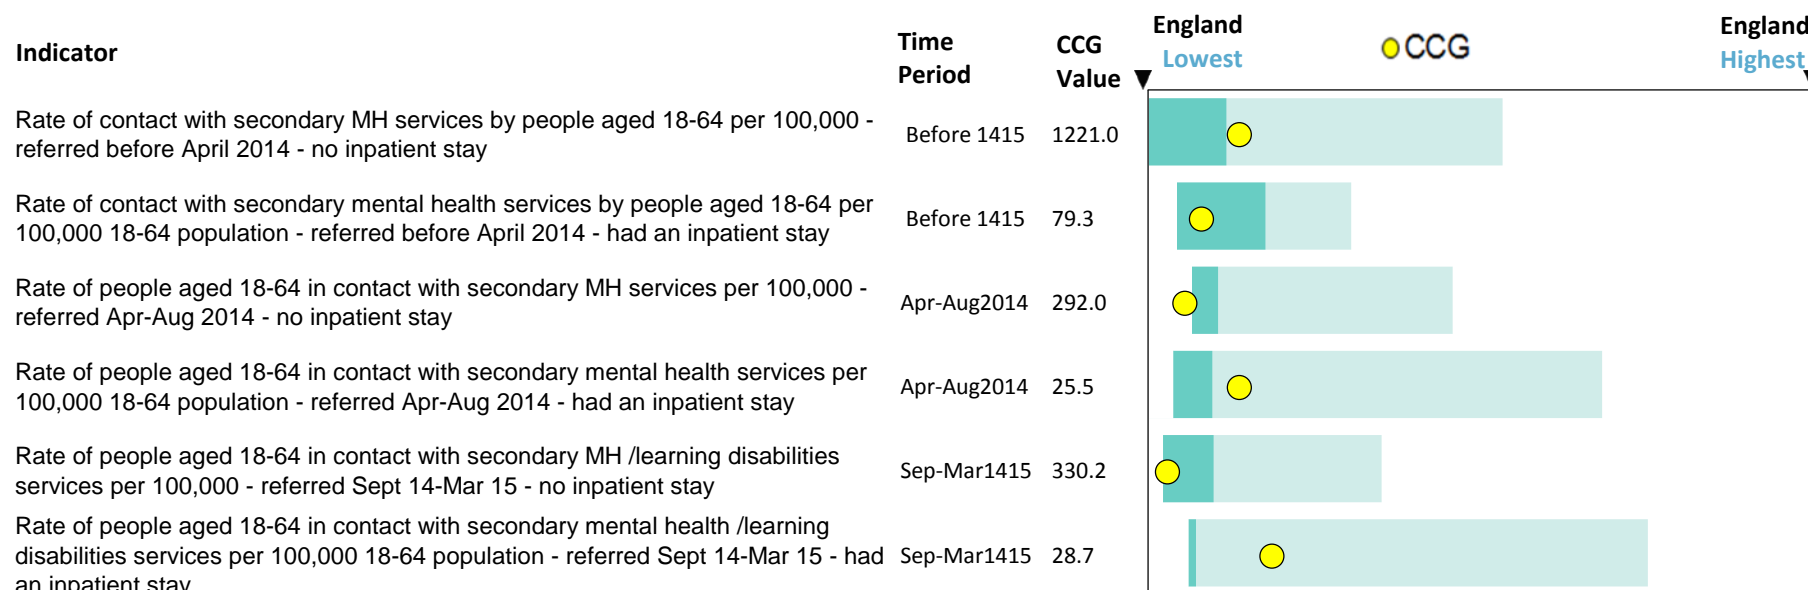 Indicator
Time
Period
CCG
Value
England
Lowest
CCG
England
Highest
Rate of contact with secondary MH services by people aged 18-64 per 100,000 -
referred before April 2014 - no inpatient stay
Before 1415
1221.0
Rate of contact with secondary mental health services by people aged 18-64 per
100,000 18-64 population - referred before April 2014 - had an inpatient stay
Before 1415
79.3
Rate of people aged 18-64 in contact with secondary MH services per 100,000 -
referred Apr-Aug 2014 - no inpatient stay
Apr-Aug2014
292.0
Rate of people aged 18-64 in contact with secondary mental health services per
100,000 18-64 population - referred Apr-Aug 2014 - had an inpatient stay
Apr-Aug2014
25.5
Rate of people aged 18-64 in contact with secondary MH /learning disabilities
services per 100,000 - referred Sept 14-Mar 15 - no inpatient stay
Sep-Mar1415
330.2
Rate of people aged 18-64 in contact with secondary mental health /learning
disabilities services per 100,000 18-64 population - referred Sept 14-Mar 15 - had
an inpatient stay
Sep-Mar1415
28.7